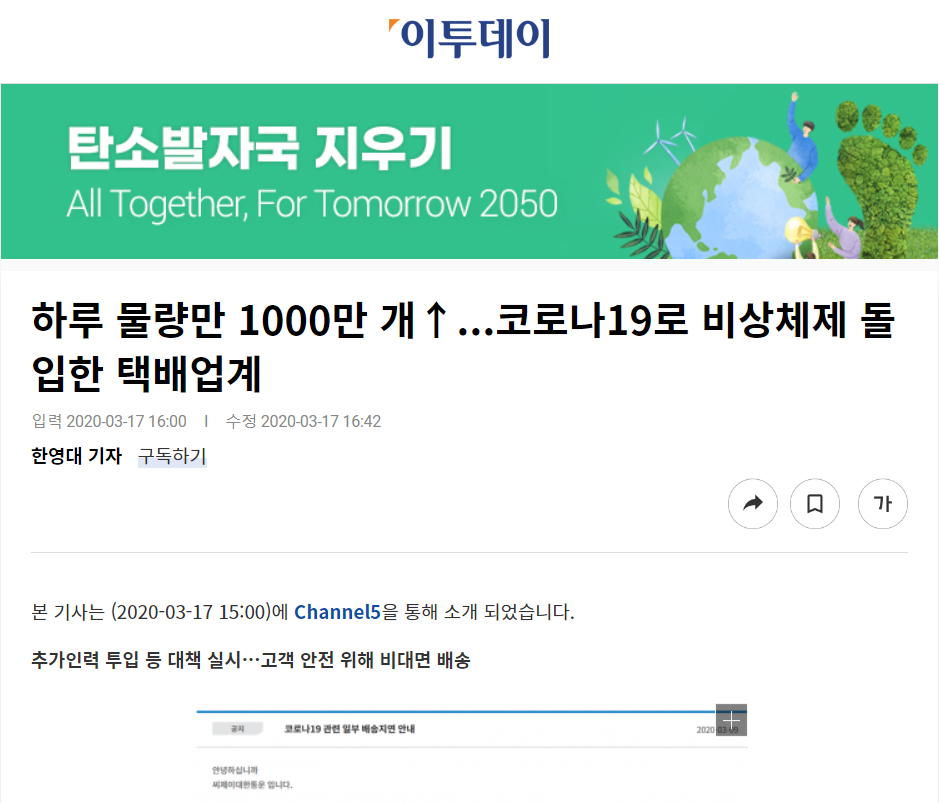 이투데이
탄소발자국 지우기
All Together, For Tomorrow 2050
하루 물량만 1000만 개↑…코로나19로 비상체제 돌
입한 택배업계
입력 2020-03-17 16:00 | 수정 2020-03-17 16:42
한영대 기자 구독하기
가
본 기사는 (2020-03-17 15:00)에 Channel5을 통해 소개 되었습니다.
추가인력 투입 등 대책 실시…고객 안전 위해 비대면 배송
공지 코로나19 관련 일부 배송지연 안내 2020-03-09
안녕하십니까
씨제이대한통운 입니다.